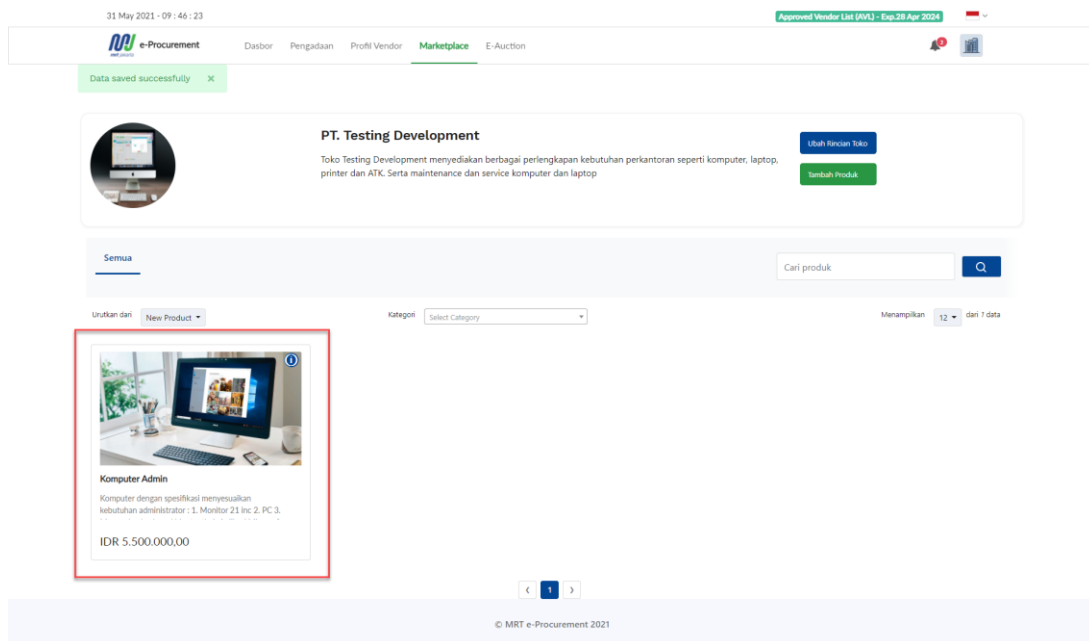 31 May 2021 - 09 : 46 : 23
Approved Vendor List (AVL) - Exp.28 Apr 2024
e-Procurement
Dasbor
Pengadaan
Profil Vendor
Marketplace
E-Auction
2
Data saved successfully ×
PT. Testing Development
Toko Testing Development menyediakan berbagai perlengkapan kebutuhan perkantoran seperti komputer, laptop,
printer dan ATK. Serta maintenance dan service komputer dan laptop
Ubah Rincian Toko
Tambah Produk
Semua
Cari produk
Urutkan dari
New Product
Kategori
Select Category
Menampilkan
12
dari 1 data
Komputer Admin
Komputer dengan spesifikasi menyesuaikan
kebutuhan administrator : 1. Monitor 21 inc 2. PC 3.
IDR 5.500.000,00
1
© MRT e-Procurement 2021